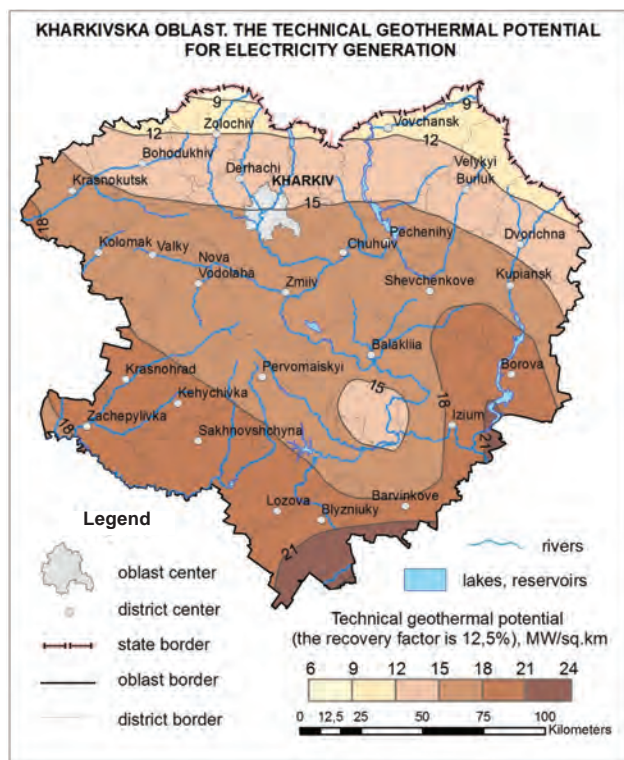 KHARKIVSKA OBLAST. THE TECHNICAL GEOTHERMAL POTENTIAL
FOR ELECTRICITY GENERATION
9
9
Zolochiv
Vovchansk
12
12
Bohodukhiv
Derhachi
Velykyi
Burluk
Krasnokutsk
KHARKIV
15
18
Pechenihy
Dvorichna
Kolomak
Valky
Nova
Vodolaha
Chuhuiv
Zmiiv
Shevchenkove
Kupiansk
Balakliia
Krasnohrad
Pervomaiskyi
Borova
Kehychivka
15
18
Zachepylivka
18
Izium
Sakhnovshchyna
21
Lozova
Barvinkove
Blyzniuky
21
Legend
oblast center
district center
state border
oblast border
district border
rivers
lakes, reservoirs
Technical geothermal potential
(the recovery factor is 12,5%), MW/sq.km
6 9 12 15 18 21 24
0 12,5 25 50 75 100
Kilometers